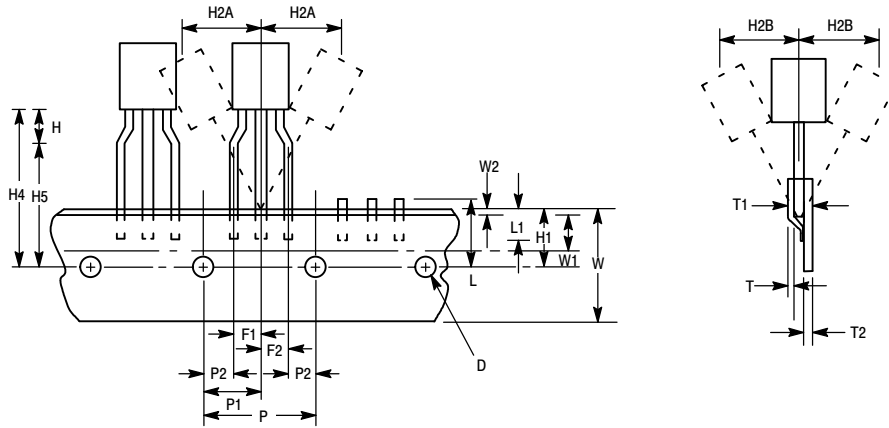 H2A H2A
H2B H2B
H
H4 H5
W2
L1 H1
W1
W
L
T1
T
T2
F1
F2
P2 P2
D
P1
P